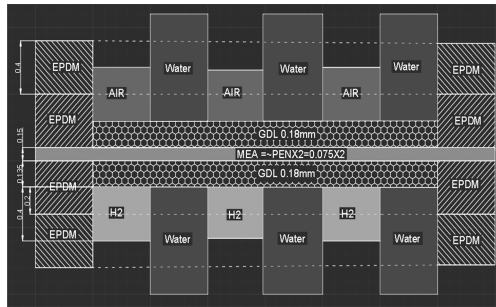 EPDM
Water
Water
Water
EPDM
0.4
AIR
AIR
AIR
EPDM
EPDM
GDL 0.18mm
0.15
MEA =~PENX2=0.075X2
0.135
GDL 0.18mm
EPDM
EPDM
0.2
0.4
H2
H2
H2
EPDM
Water
Water
Water
EPDM